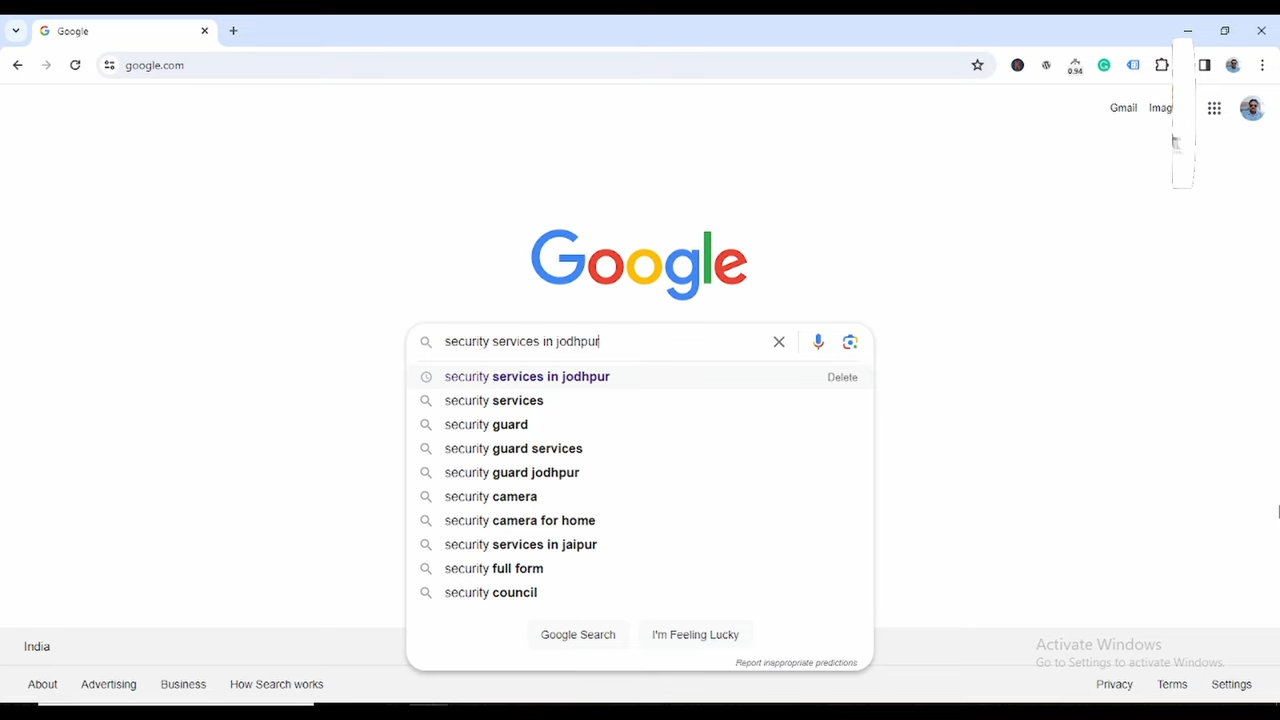 Google
google.com
0.94
Gmail
Google
security services in jodhpur
security services in jodhpur Delete
security services
security guard
security guard services
security guard jodhpur
security camera
security camera for home
security services in jaipur
security full form
security council
Google Search I'm Feeling Lucky
Report inappropriate predictions
India
Activate Windows
Go to Settings to activate Windows.
About Advertising Business How Search works Privacy Terms Settings